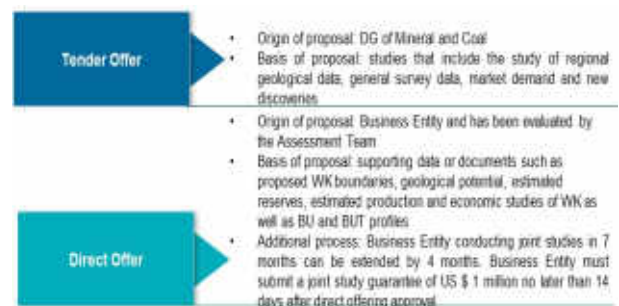 Tender Offer
• Origin of proposal: DG of Mineral and Coal
• Basis of proposal: studies that include the study of regional
geological data, general survey data, market demand and new
discoveries
• Origin of proposal: Business Entity and has been evaluated by
the Assessment Team
• Basis of proposal: supporting data or documents such as
proposed WK boundaries, geological potential, estimated
reserves, estimated production and economic studies of WK as
well as BU and BUT profiles
Direct Offer
• Additional process: Business Entity conducting joint studies in 7
months can be extended by 4 months. Business Entity must
submit a joint study guarantee of US $ 1 million no later than 14
days after direct offering approval